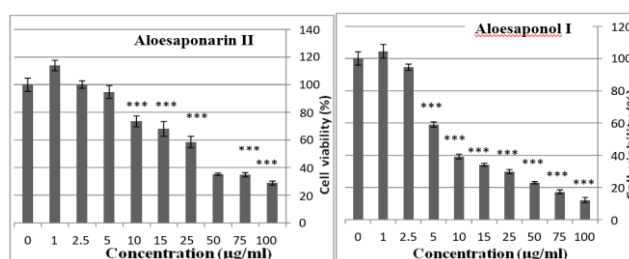 Aloesaponarin II
140
120
100
80
60
40
20
0
Cell viability (%)
*** *** *** *** ***
0 1 2.5 5 10 15 25 50 75 100
Concentration (µg/ml)
Aloesaponol I
120
100
80
60
40
20
0
*** *** *** *** *** *** ***
0 1 2.5 5 10 15 25 50 75 100
Concentration (µg/ml)